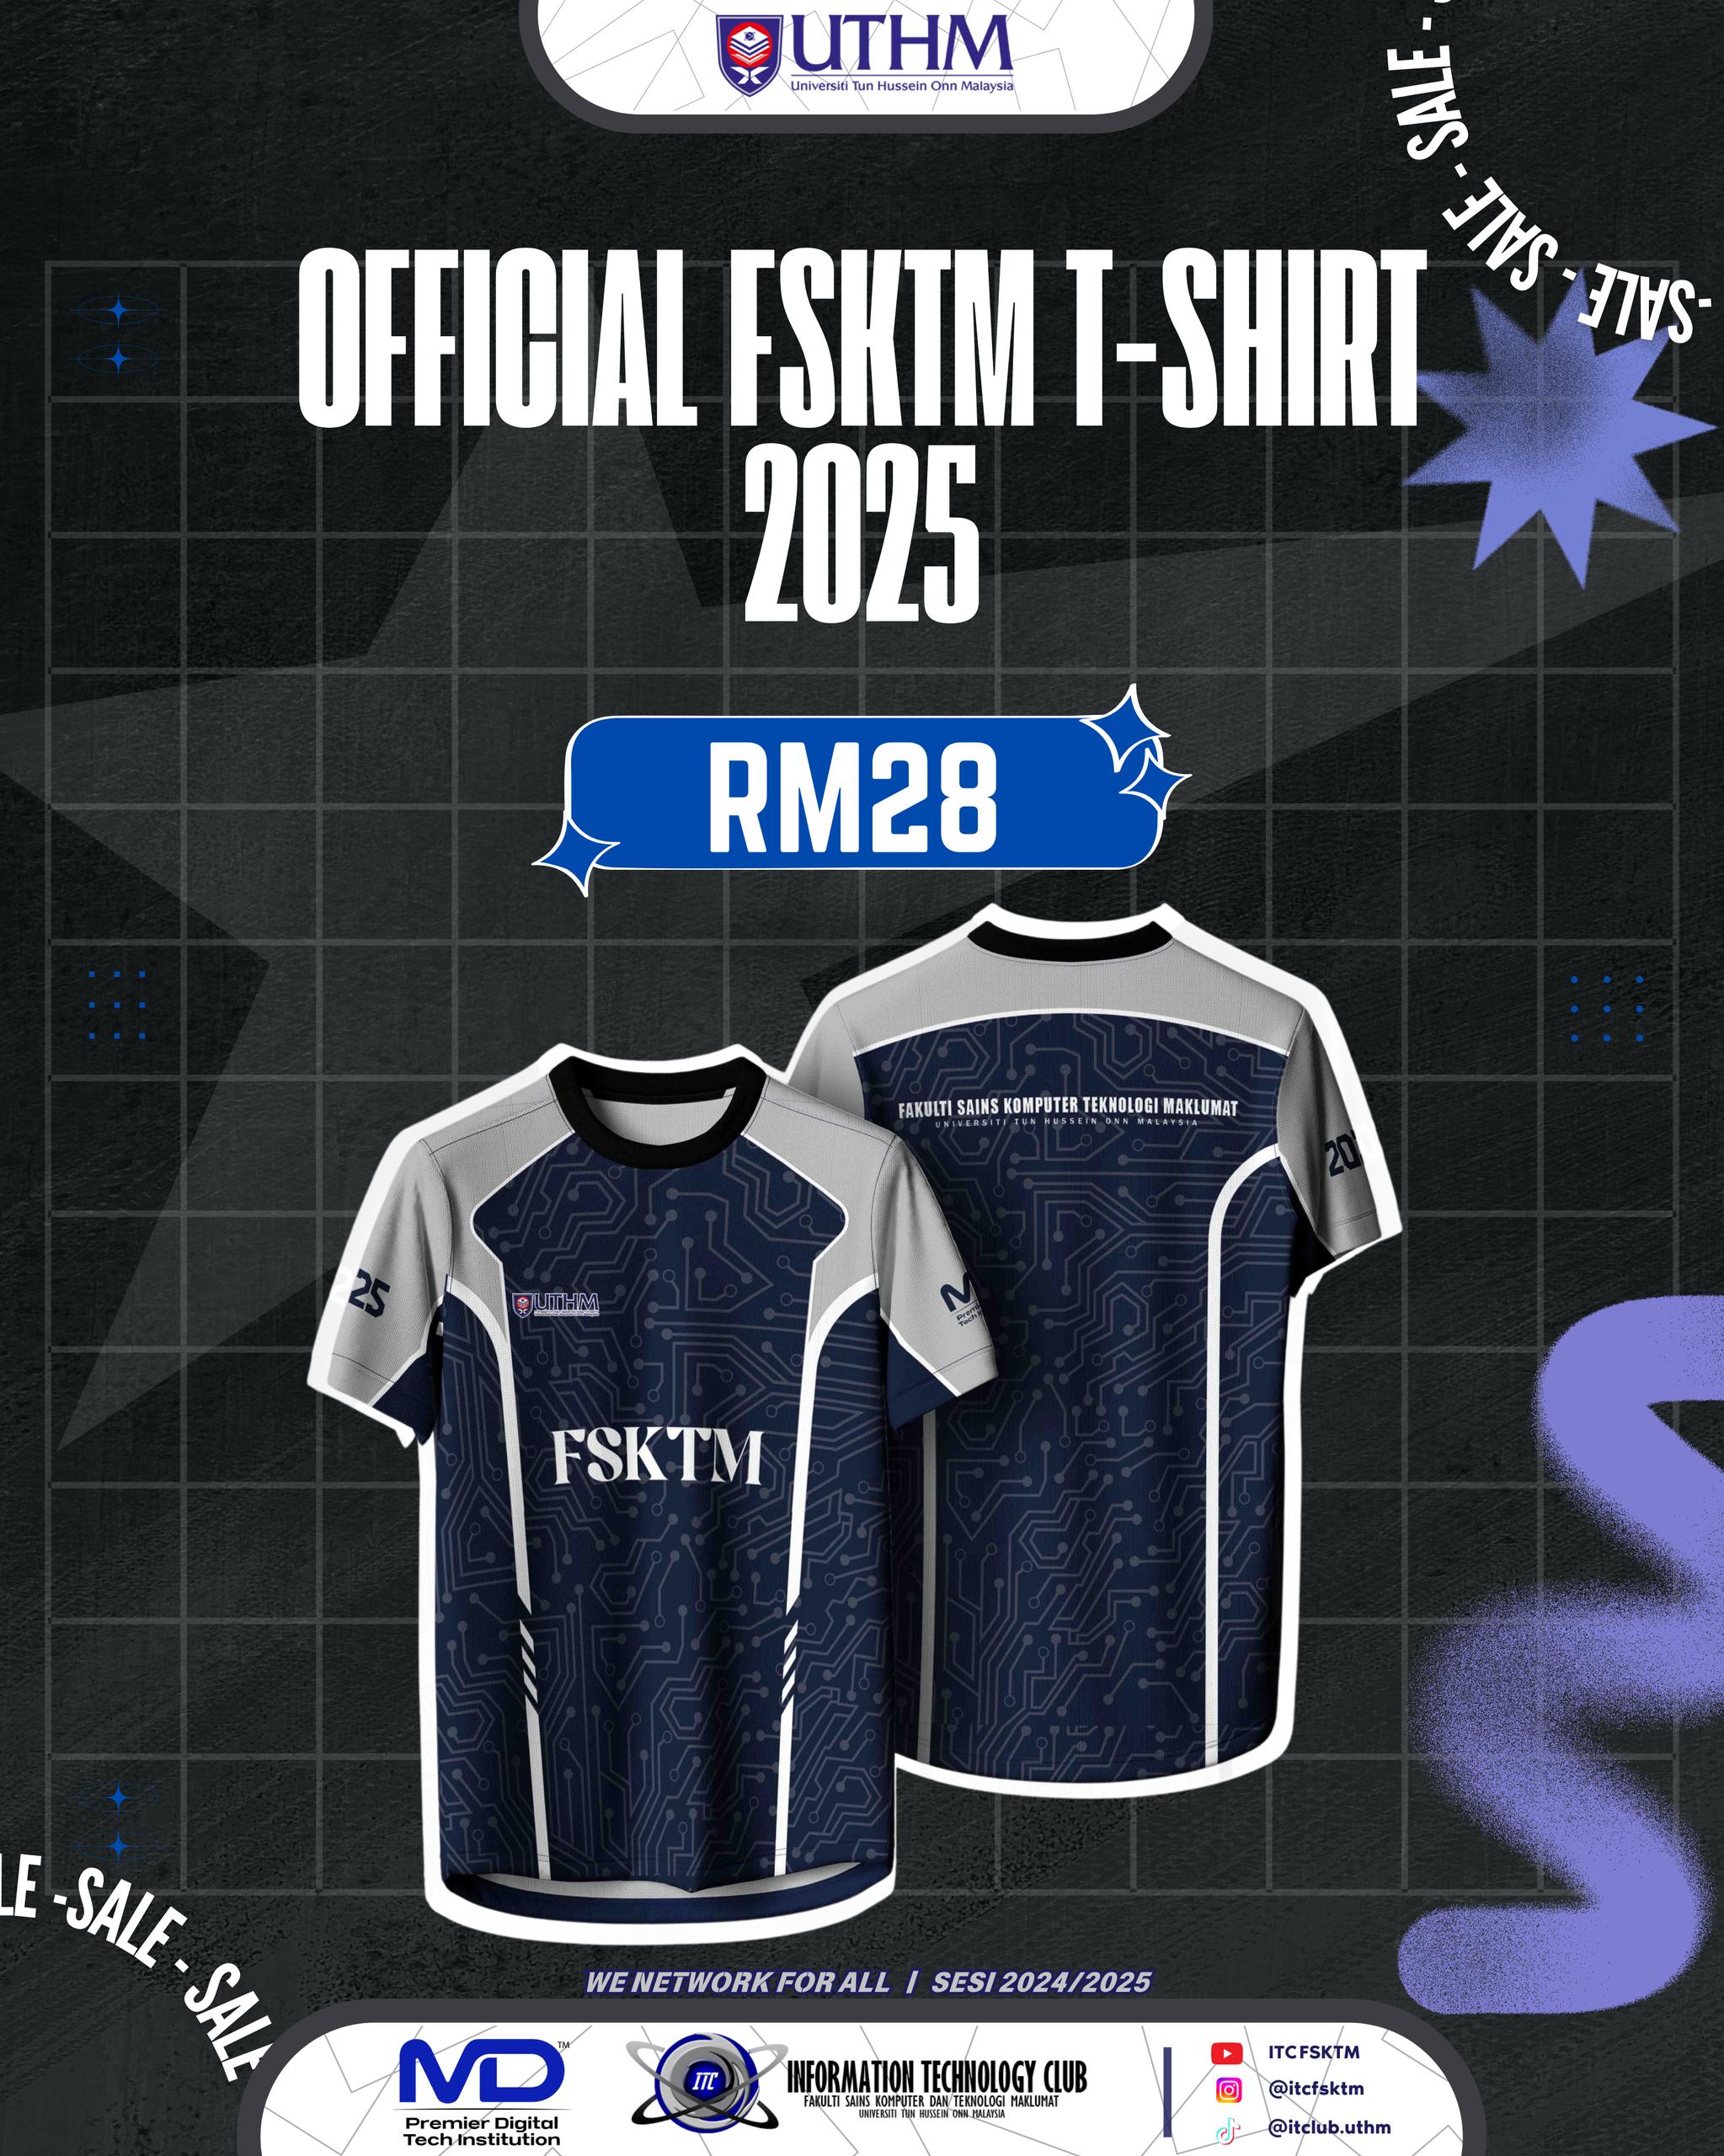 UTHM
Universiti Tun Hussein Onn Malaysia
SALE - SALE - SALE -
OFFICIAL FSKTM T-SHIRT
2025
RM28
FAKULTI SAINS KOMPUTER TEKNOLOGI MAKLUMAT
UNIVERSITI TUN HUSSEIN ONN MALAYSIA
20
25
UTHM
FSKTM
LE - SALE - SALE
WE NETWORK FOR ALL | SESI 2024/2025
MD™
Premier Digital
Tech Institution
ITC
INFORMATION TECHNOLOGY CLUB
FAKULTI SAINS KOMPUTER DAN TEKNOLOGI MAKLUMAT
UNIVERSITI TUN HUSSEIN ONN MALAYSIA
ITCFSKTM
@itcfsktm
@itclub.uthm